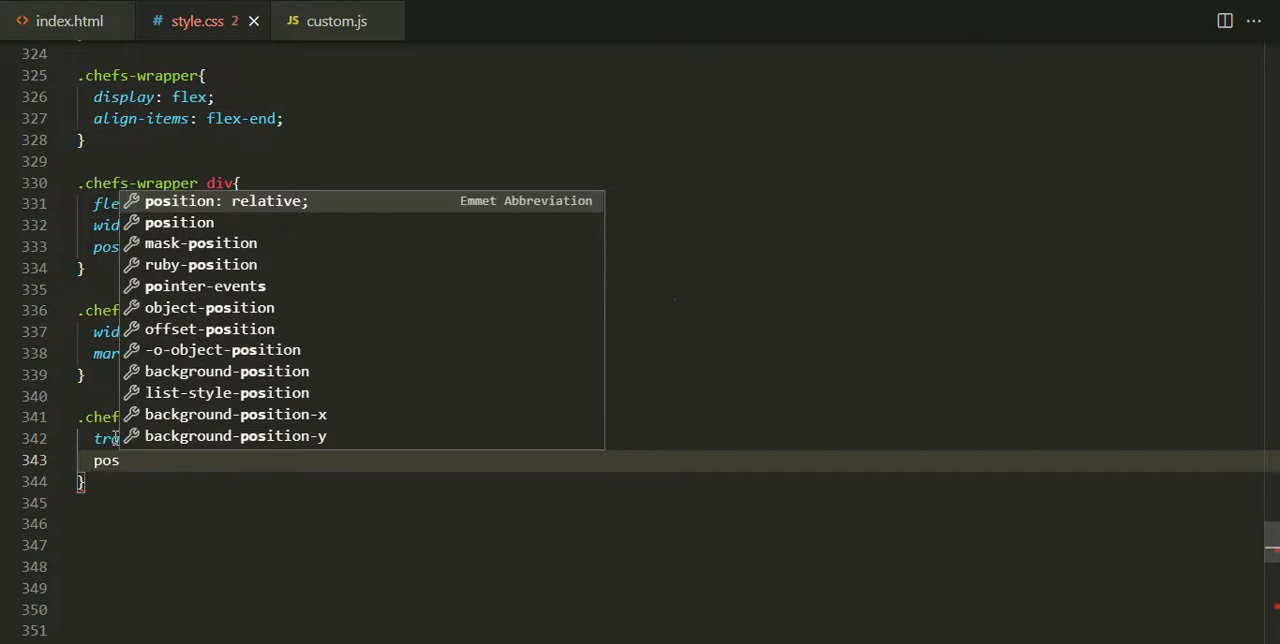 index.html
# style.css 2
JS custom.js
324
325 .chefs-wrapper{
326 display: flex;
327 align-items: flex-end;
328 }
329
330 .chefs-wrapper div{
331 fle
332 wid
333 pos
334 }
335
336 .chef
337 wid
338 mar
339 }
340
341 .chef
342 tra
343 pos
344 }
345
346
347
348
349
350
351
position: relative; Emmet Abbreviation
position
mask-position
ruby-position
pointer-events
object-position
offset-position
-o-object-position
background-position
list-style-position
background-position-x
background-position-y